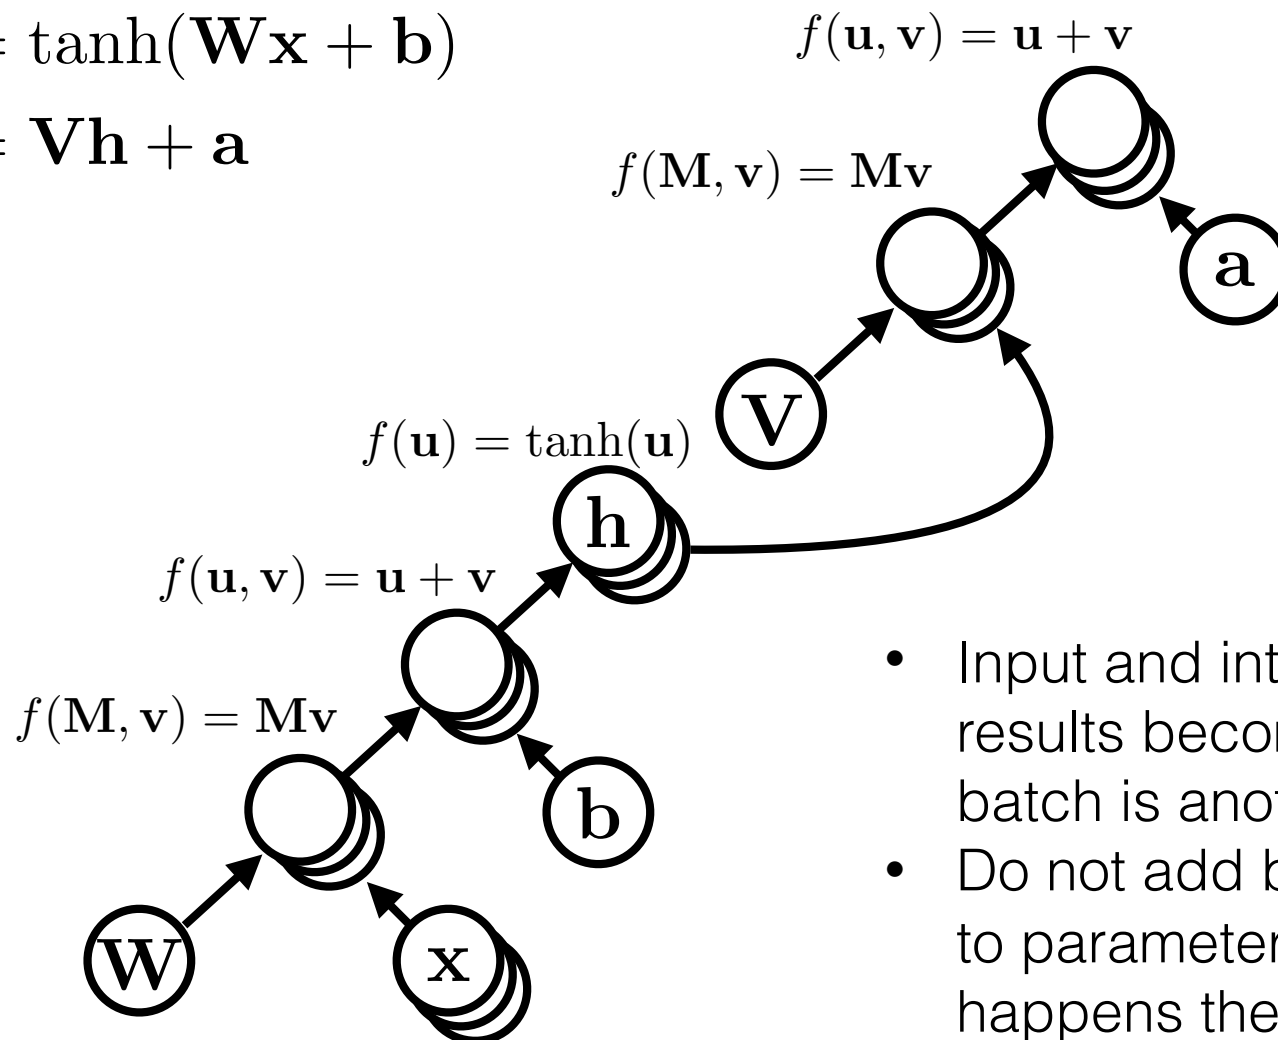 = tanh(Wx + b)
= Vh + a
f(u, v) = u + v
f(M, v) = Mv
a
V
f(u) = tanh(u)
h
f(u, v) = u + v
f(M, v) = Mv
b
W
x
• Input and int
results becor
batch is anot
• Do not add b
to parameter
happens the